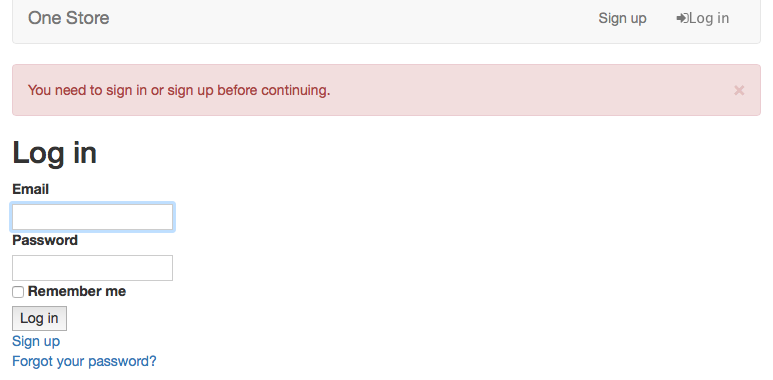 One Store Sign up Log in
You need to sign in or sign up before continuing. ×
Log in
Email
Password
Remember me
Log in
Sign up
Forgot your password?